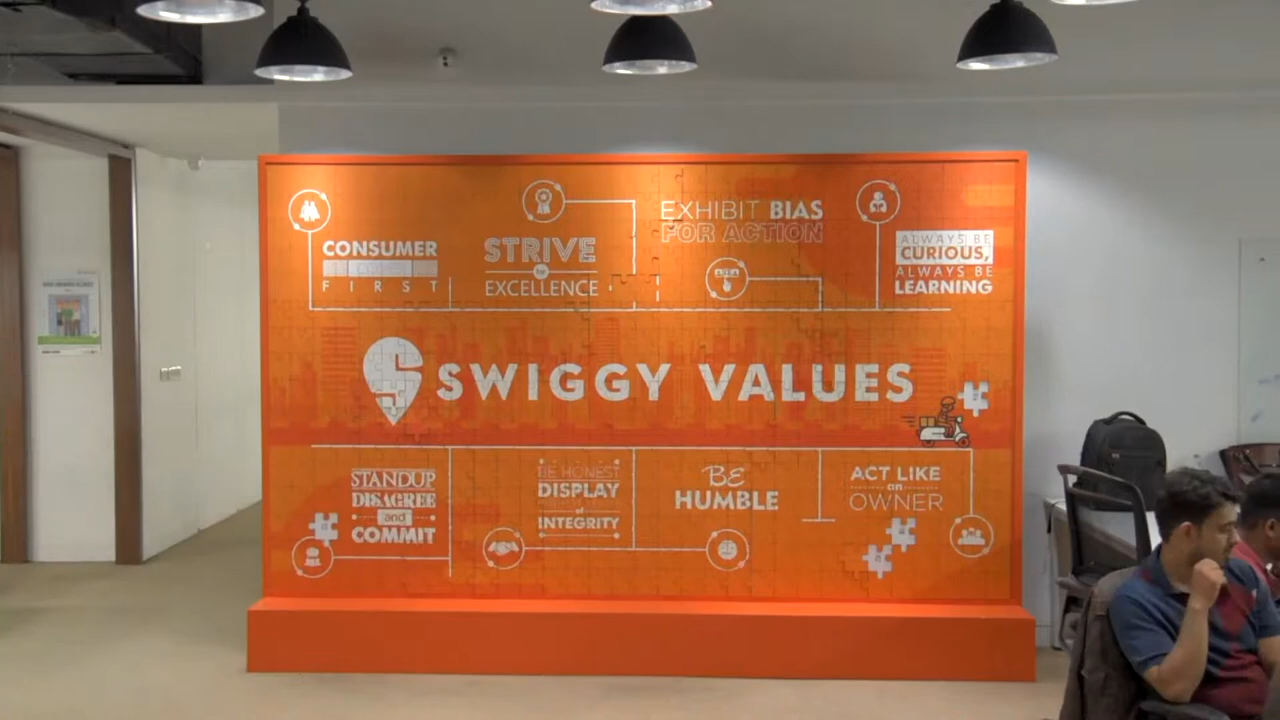 CONSUMER
COMES
FIRST
STRIVE
for
EXCELLENCE
EXHIBIT BIAS
FOR ACTION
ALWAYS BE
CURIOUS,
ALWAYS BE
LEARNING
SWIGGY VALUES
STANDUP
DISAGREE
and
COMMIT
BE HONEST
DISPLAY
INTEGRITY
BE
HUMBLE
ACT LIKE
an
OWNER